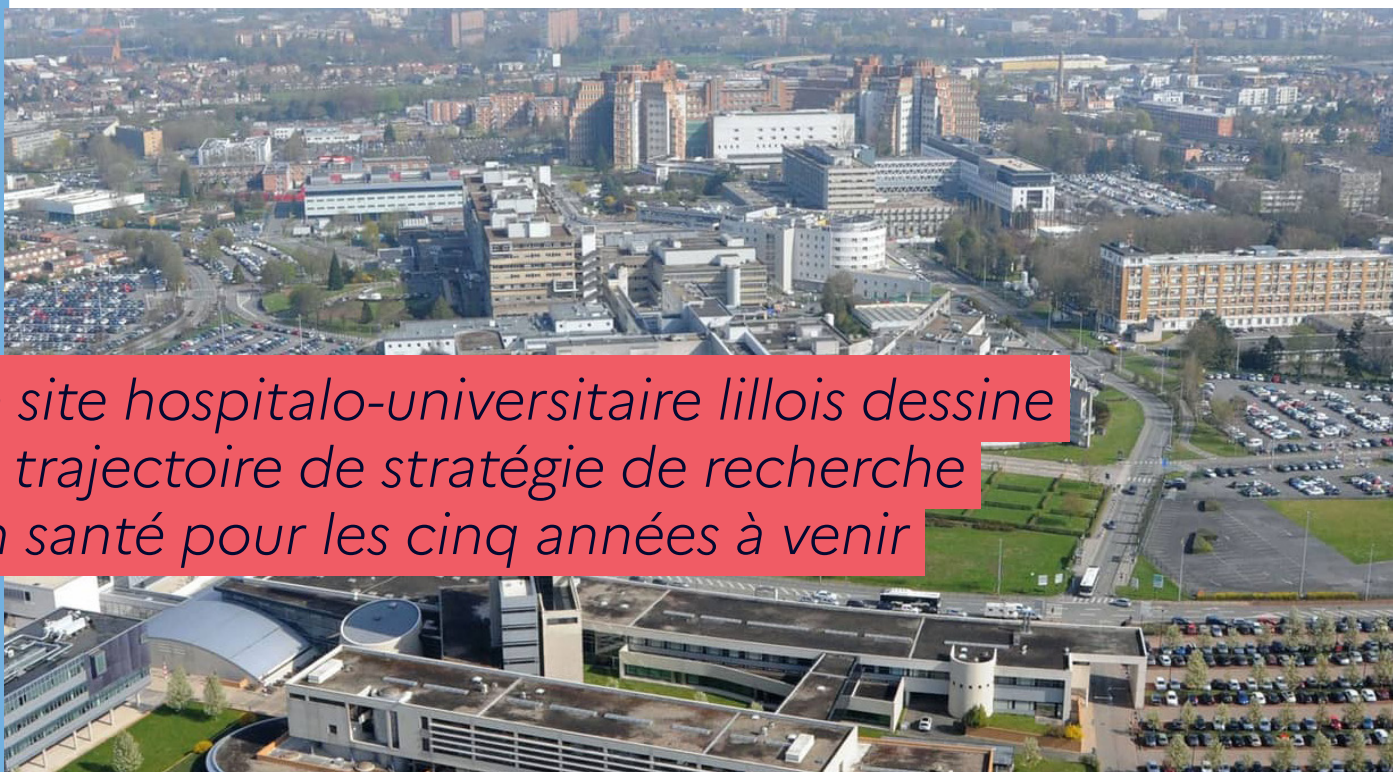 site hospitalo-universitaire lillois dessine
trajectoire de stratégie de recherche
santé pour les cinq années à venir